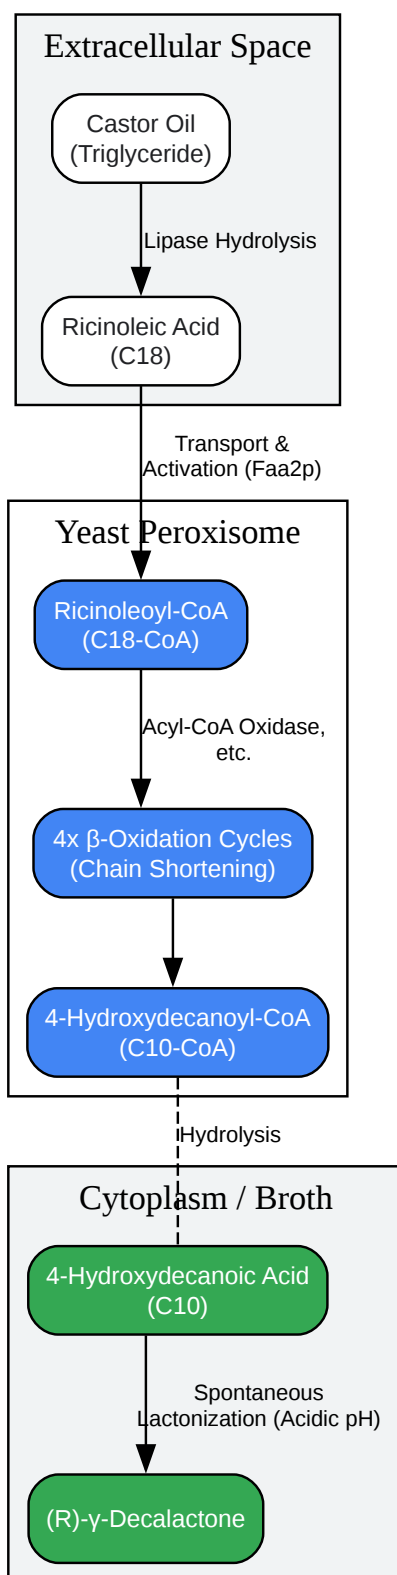 Extracellular Space
Castor Oil
(Triglyceride)
Lipase Hydrolysis
Ricinoleic Acid
(C18)
Transport &
Activation (Faa2p)
Yeast Peroxisome
Ricinoleoyl-CoA
(C18-CoA)
Acyl-CoA Oxidase,
etc.
4x β-Oxidation Cycles
(Chain Shortening)
4-Hydroxydecanoyl-CoA
(C10-CoA)
Hydrolysis
Cytoplasm / Broth
4-Hydroxydecanoic Acid
(C10)
Spontaneous
Lactonization (Acidic pH)
(R)-γ-Decalactone